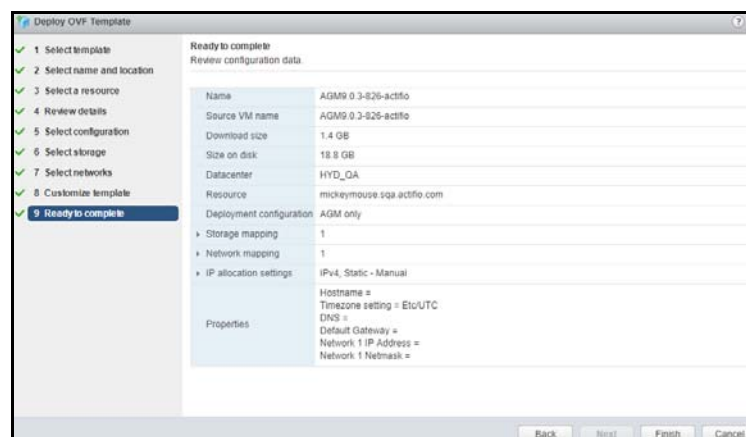 Deploy OVF Template
?
1 Select template
2 Select name and location
3 Select a resource
4 Review details
5 Select configuration
6 Select storage
7 Select networks
8 Customize template
9 Ready to complete
Ready to complete
Review configuration data.
Name AGM9.0.3-826-actifio
Source VM name AGM9.0.3-826-actifio
Download size 1.4 GB
Size on disk 18.8 GB
Datacenter HYD_QA
Resource mickeymouse.sqa.actifio.com
Deployment configuration AGM only
Storage mapping 1
Network mapping 1
IP allocation settings IPv4, Static - Manual
Properties
Hostname =
Timezone setting = Etc/UTC
DNS =
Default Gateway =
Network 1 IP Address =
Network 1 Netmask =
Back Next Finish Cancel